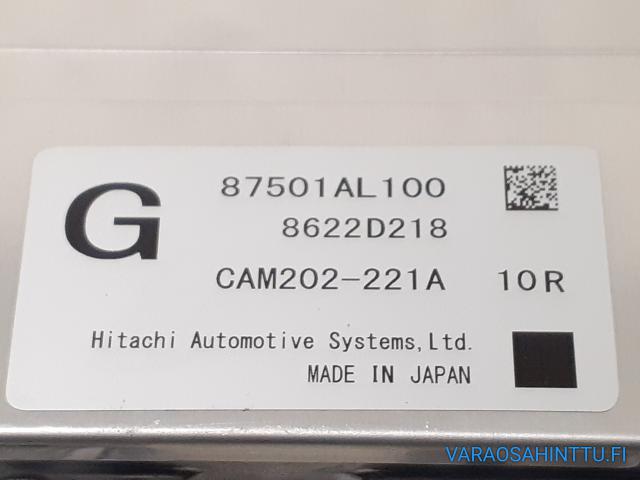 G
87501AL100
8622D218
CAM202-221A 10R
Hitachi Automotive Systems,Ltd.
MADE IN JAPAN
VARAOSAHINTTU.FI